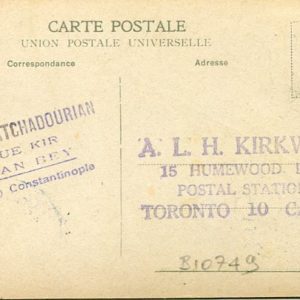 CARTE POSTALE
UNION POSTALE UNIVERSELLE
Correspondance
Adresse
TCHADOURIAN
UE KIR
AN BEY
Constantinople
A. L. H. KIRKW
15 HUMEWOOD
POSTAL STATION
TORONTO 10 C
B10749